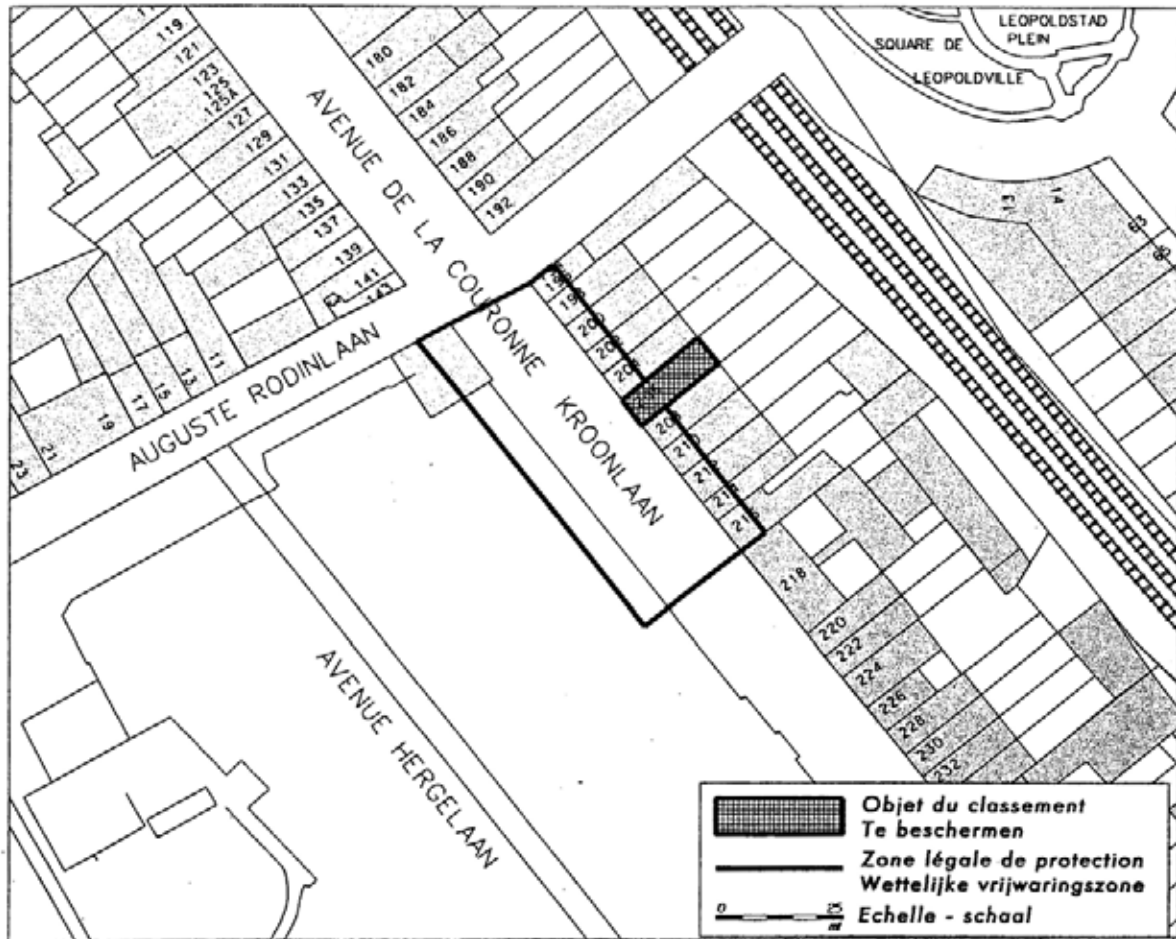 LEOPOLDSTAD
PLEIN
SQUARE DE
LEOPOLDVILLE
119
121
123
125
125A
127
129
131
133
135
137
139
141
143
180
182
184
186
188
190
192
AVENUE DE LA COURONNE
KROONLAAN
13
14
63
11
13
15
17
19
21
23
AUGUSTE RODINLAAN
218
220
222
224
226
228
230
232
AVENUE HERGELAAN
Objet du classement
Te beschermen
Zone légale de protection
Wettelijke vrijwaringszone
0 25
m
Echelle - schaal